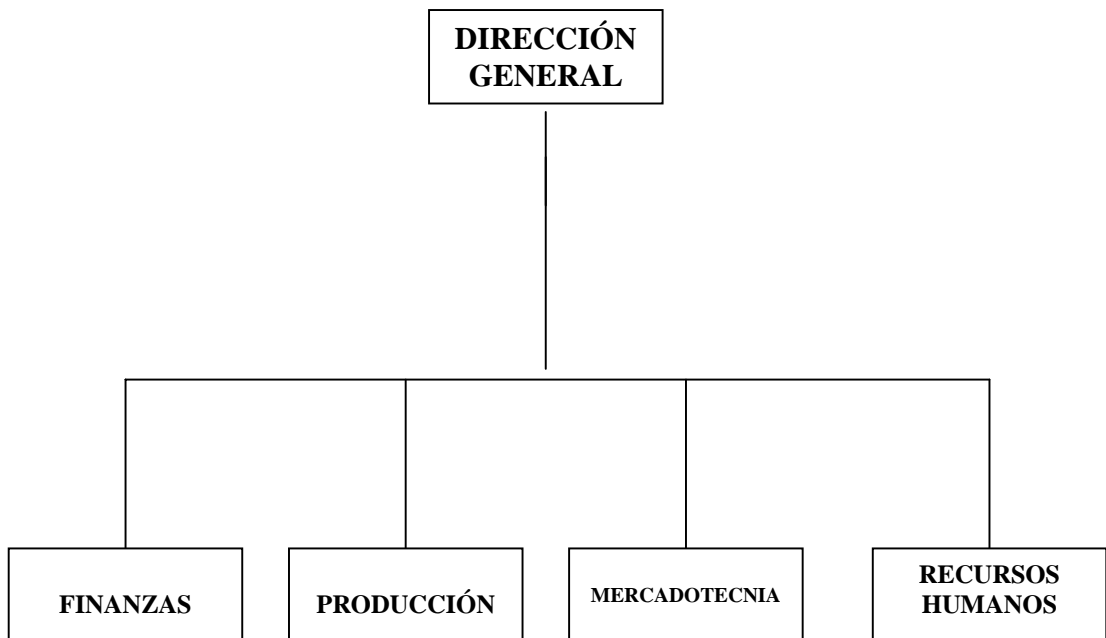 DIRECCIÓN
GENERAL
FINANZAS
PRODUCCIÓN
MERCADOTECNIA
RECURSOS
HUMANOS